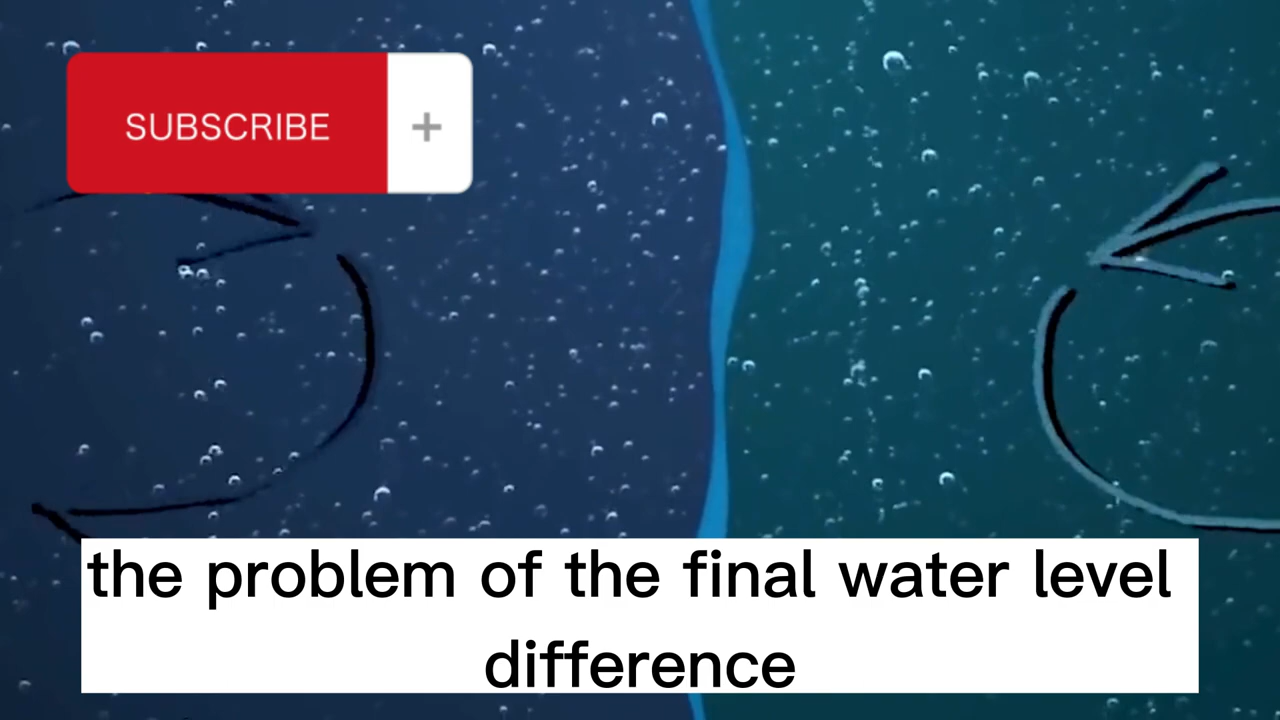 SUBSCRIBE +
the problem of the final water level
difference